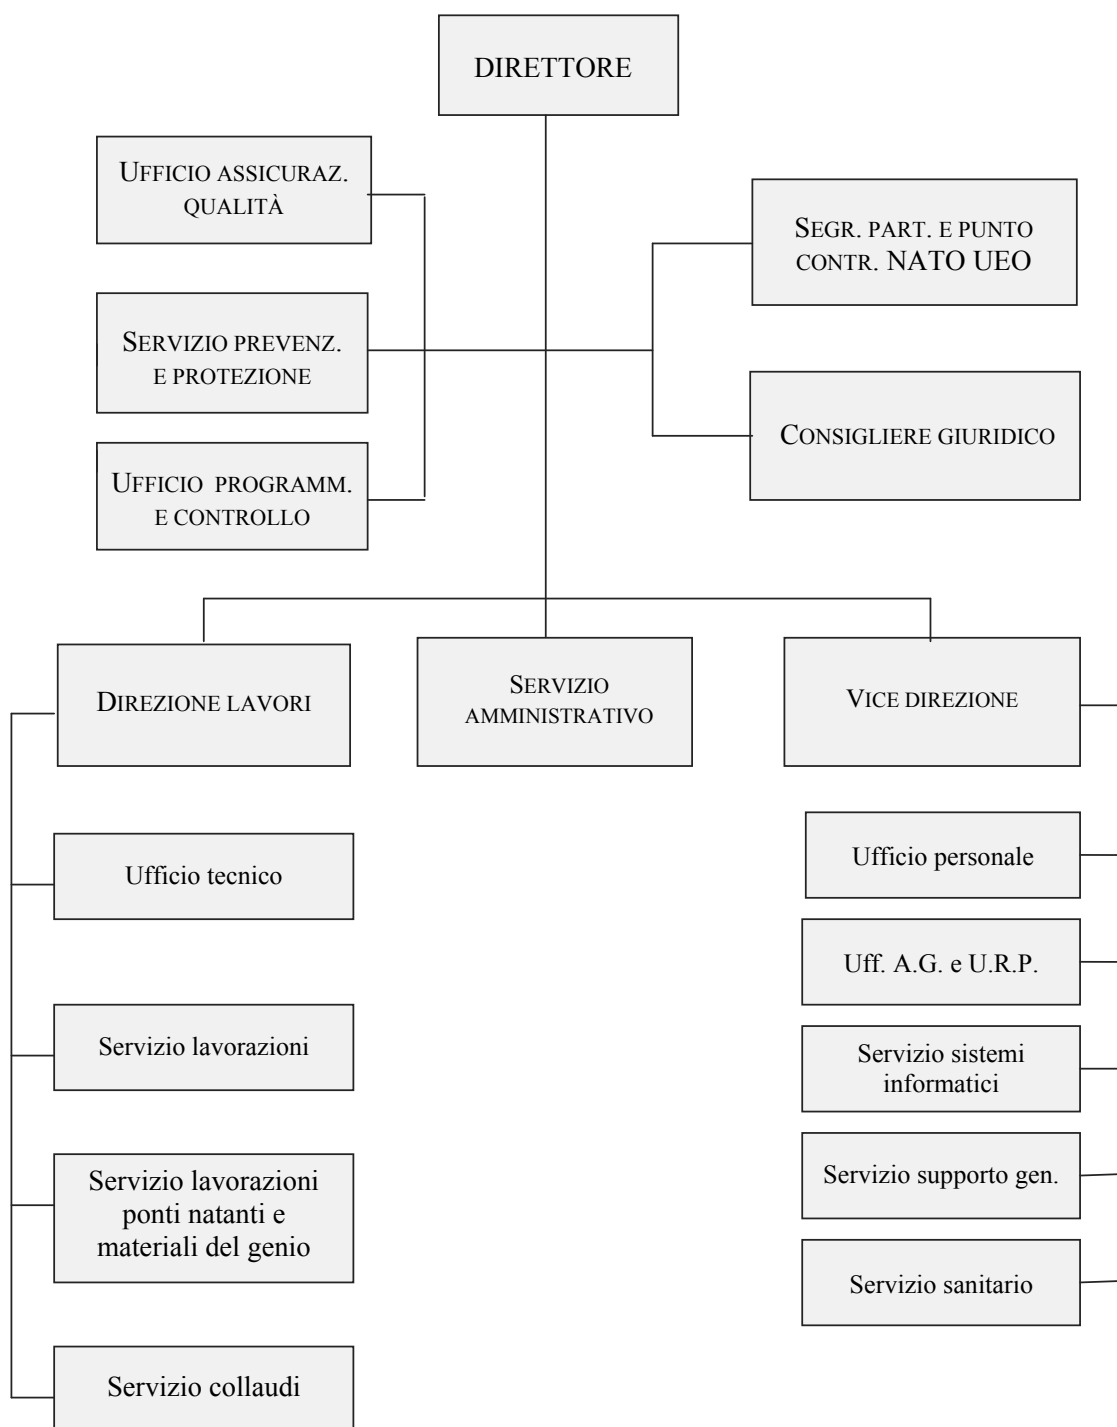 DIRETTORE
UFFICIO ASSICURAZ.
QUALITÀ
SEGR. PART. E PUNTO
CONTR. NATO UEO
SERVIZIO PREVENZ.
E PROTEZIONE
CONSIGLIERE GIURIDICO
UFFICIO PROGRAMM.
E CONTROLLO
DIREZIONE LAVORI
SERVIZIO
AMMINISTRATIVO
VICE DIREZIONE
Ufficio tecnico
Servizio lavorazioni
Servizio lavorazioni
ponti natanti e
materiali del genio
Servizio collaudi
Ufficio personale
Uff. A.G. e U.R.P.
Servizio sistemi
informatici
Servizio supporto gen.
Servizio sanitario